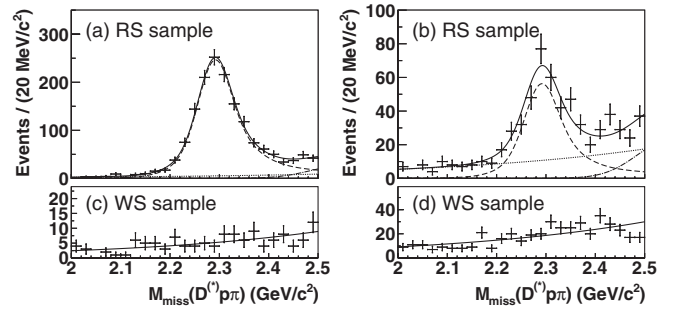 (a) RS sample
Events / (20 MeV/c²)
300
200
100
0
(b) RS sample
Events / (20 MeV/c²)
100
80
60
40
20
0
(c) WS sample
20
15
10
5
0
2 2.1 2.2 2.3 2.4 2.5
M_miss(D^(*)pπ) (GeV/c²)
(d) WS sample
40
20
0
2 2.1 2.2 2.3 2.4 2.5
M_miss(D^(*)pπ) (GeV/c²)